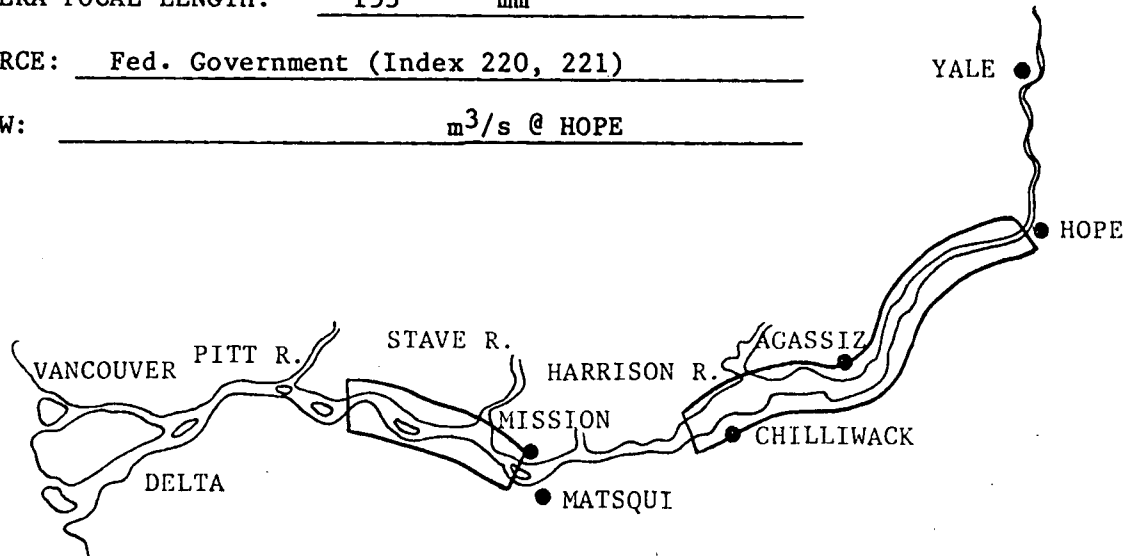 ERA FOCAL LENGTH: 153 mm
RCE: Fed. Government (Index 220, 221)
W: m³/s @ HOPE
YALE
HOPE
AGASSIZ
STAVE R.
PITT R.
HARRISON R.
VANCOUVER
MISSION
CHILLIWACK
DELTA
MATSQUI